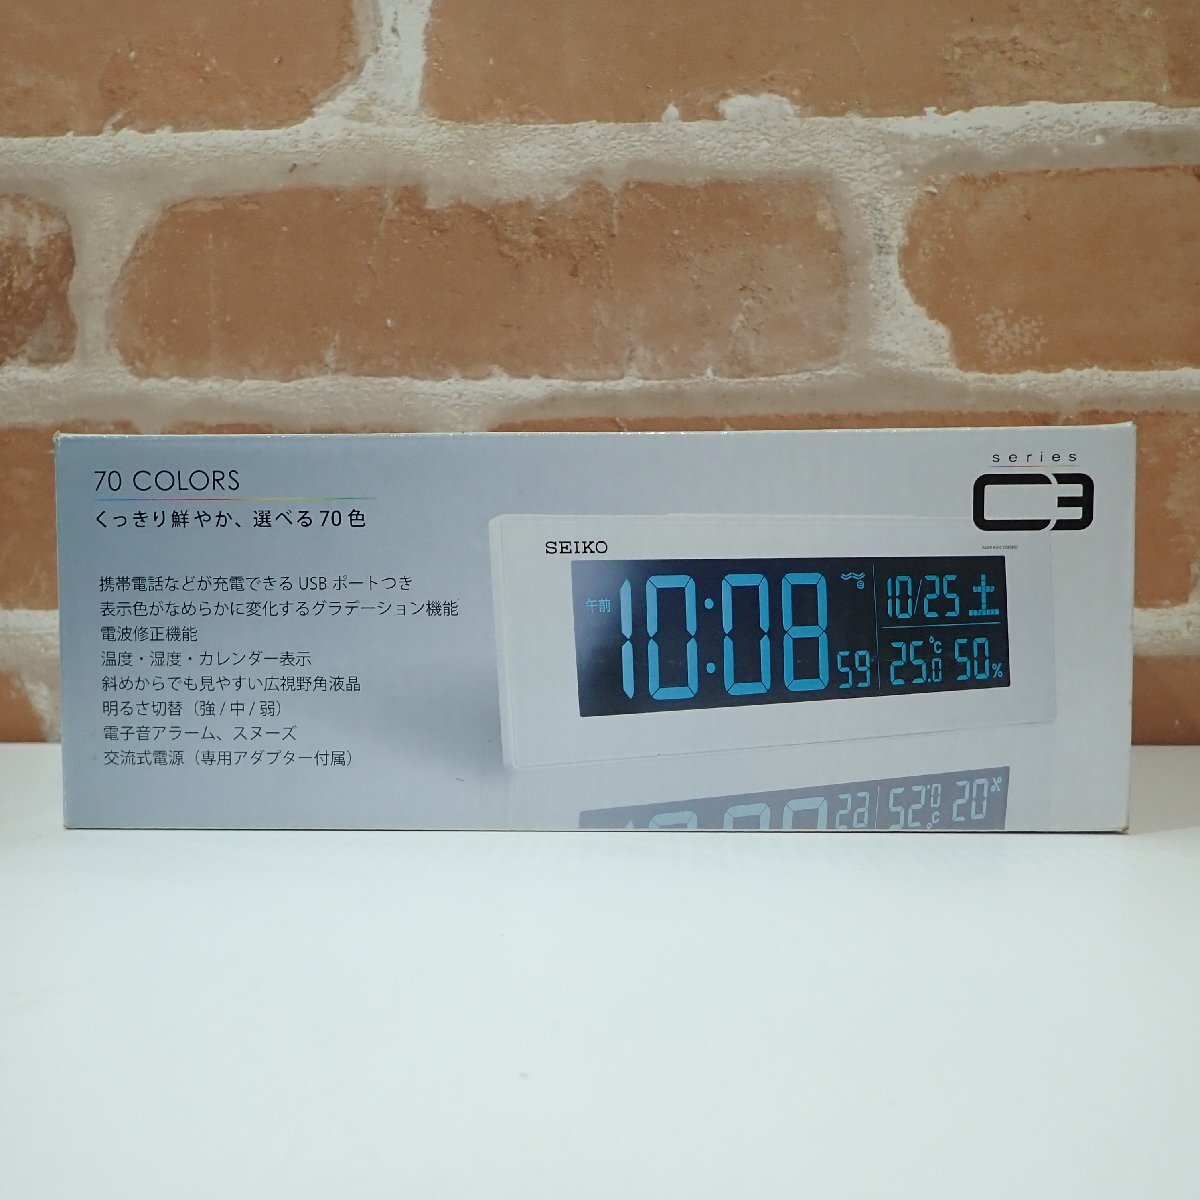 70 COLORS
くっきり鮮やか、選べる70色
携帯電話などが充電できる USB ポートつき
表示色がなめらかに変化するグラデーション機能
電波修正機能
温度・湿度・カレンダー表示
斜めからでも見やすい広視野角液晶
明るさ切替（強 / 中 / 弱）
電子音アラーム、スヌーズ
交流式電源（専用アダプター付属）
series
C3
SEIKO
午前 10:08 59
10/25 土
25.0 ℃ 50 %